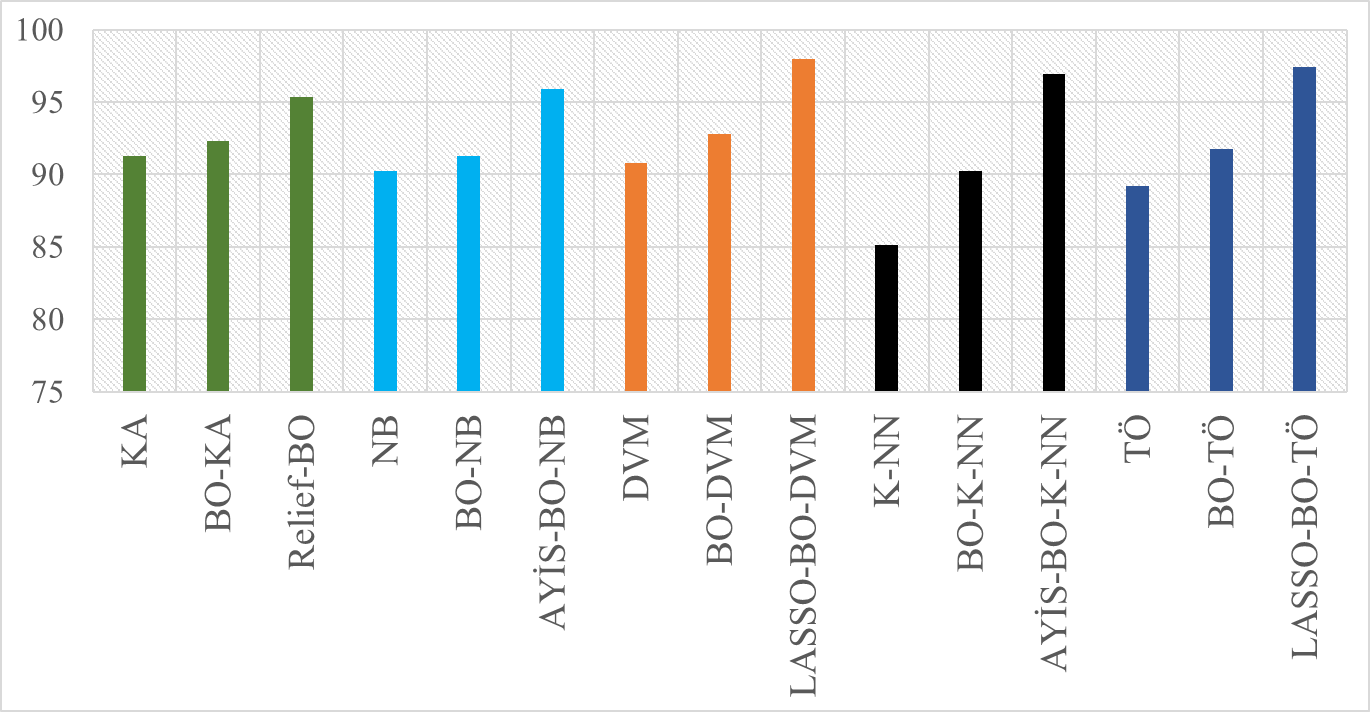 100
95
90
85
80
75
KA
BO-KA
Relief-BO
NB
BO-NB
AYİS-BO-NB
DVM
BO-DVM
LASSO-BO-DVM
K-NN
BO-K-NN
AYİS-BO-K-NN
TÖ
BO-TÖ
LASSO-BO-TÖ